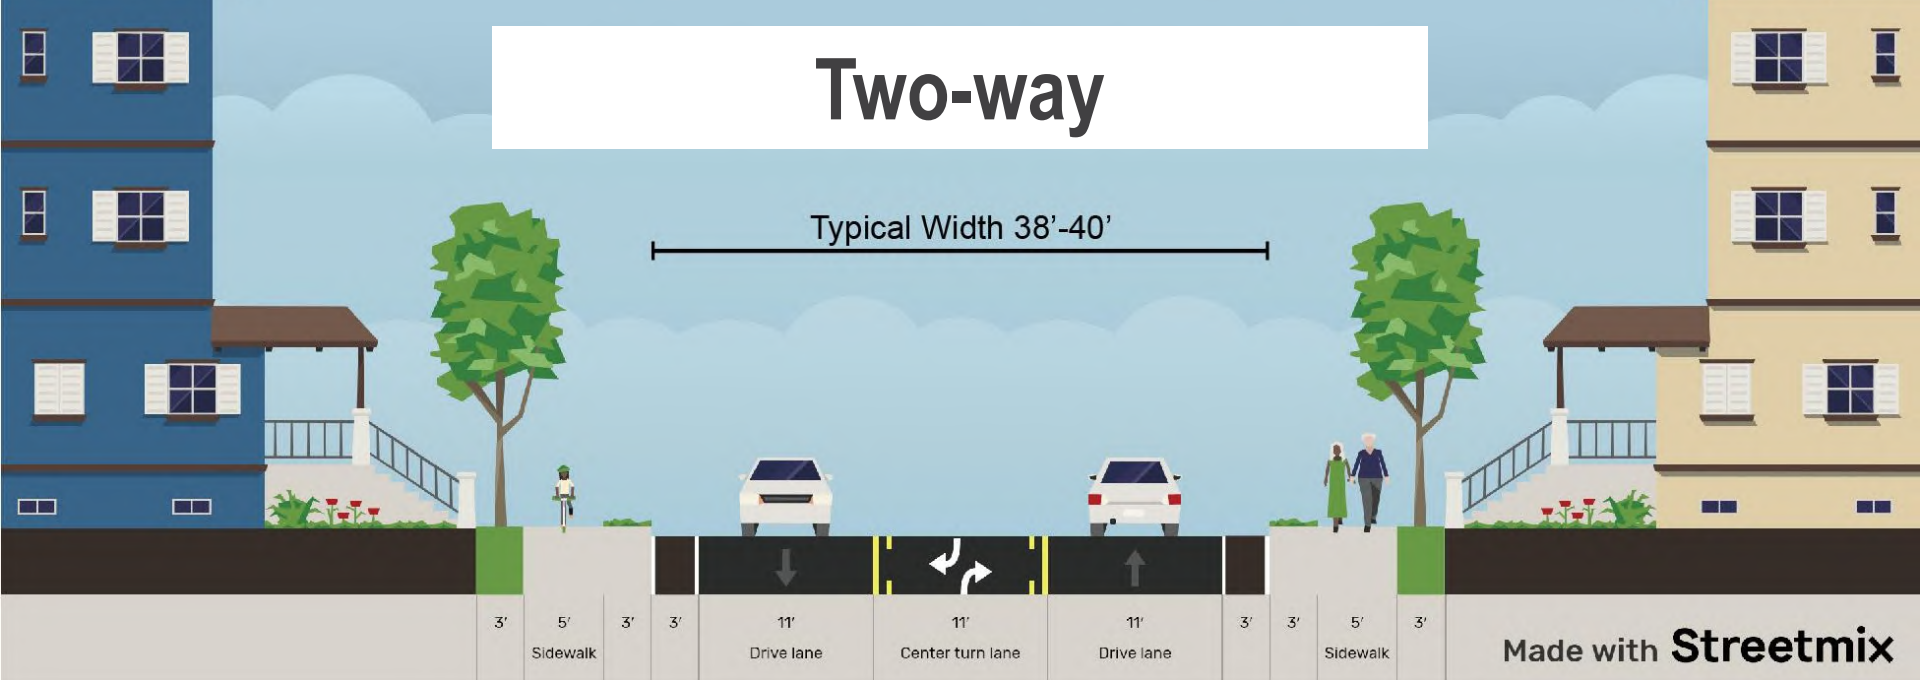 Two-way
Typical Width 38’-40’
3′ 5′ 3′ 3′ 11′ 11′ 11′ 3′ 3′ 5′ 3′
Sidewalk Drive lane Center turn lane Drive lane Sidewalk
Made with Streetmix